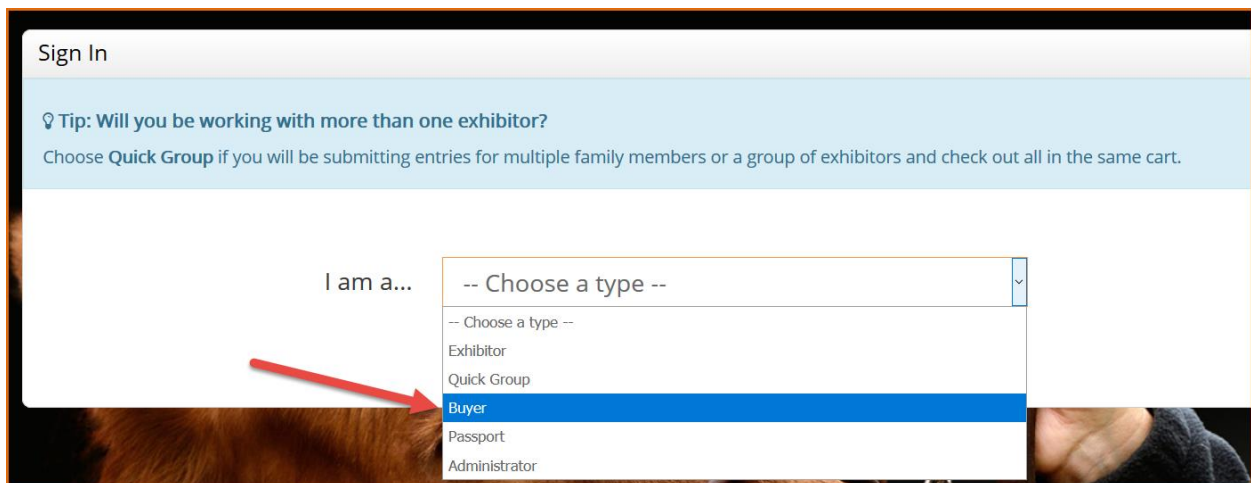 Sign In
Tip: Will you be working with more than one exhibitor?
Choose Quick Group if you will be submitting entries for multiple family members or a group of exhibitors and check out all in the same cart.
I am a...
-- Choose a type --
-- Choose a type --
Exhibitor
Quick Group
Buyer
Passport
Administrator